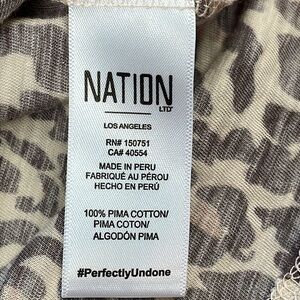 NATION
LTD
LOS ANGELES
RN# 150751
CA# 40554
MADE IN PERU
FABRIQUÉ AU PÉROU
HECHO EN PERÚ
100% PIMA COTTON/
PIMA COTON/
ALGODÓN PIMA
#PerfectlyUndone